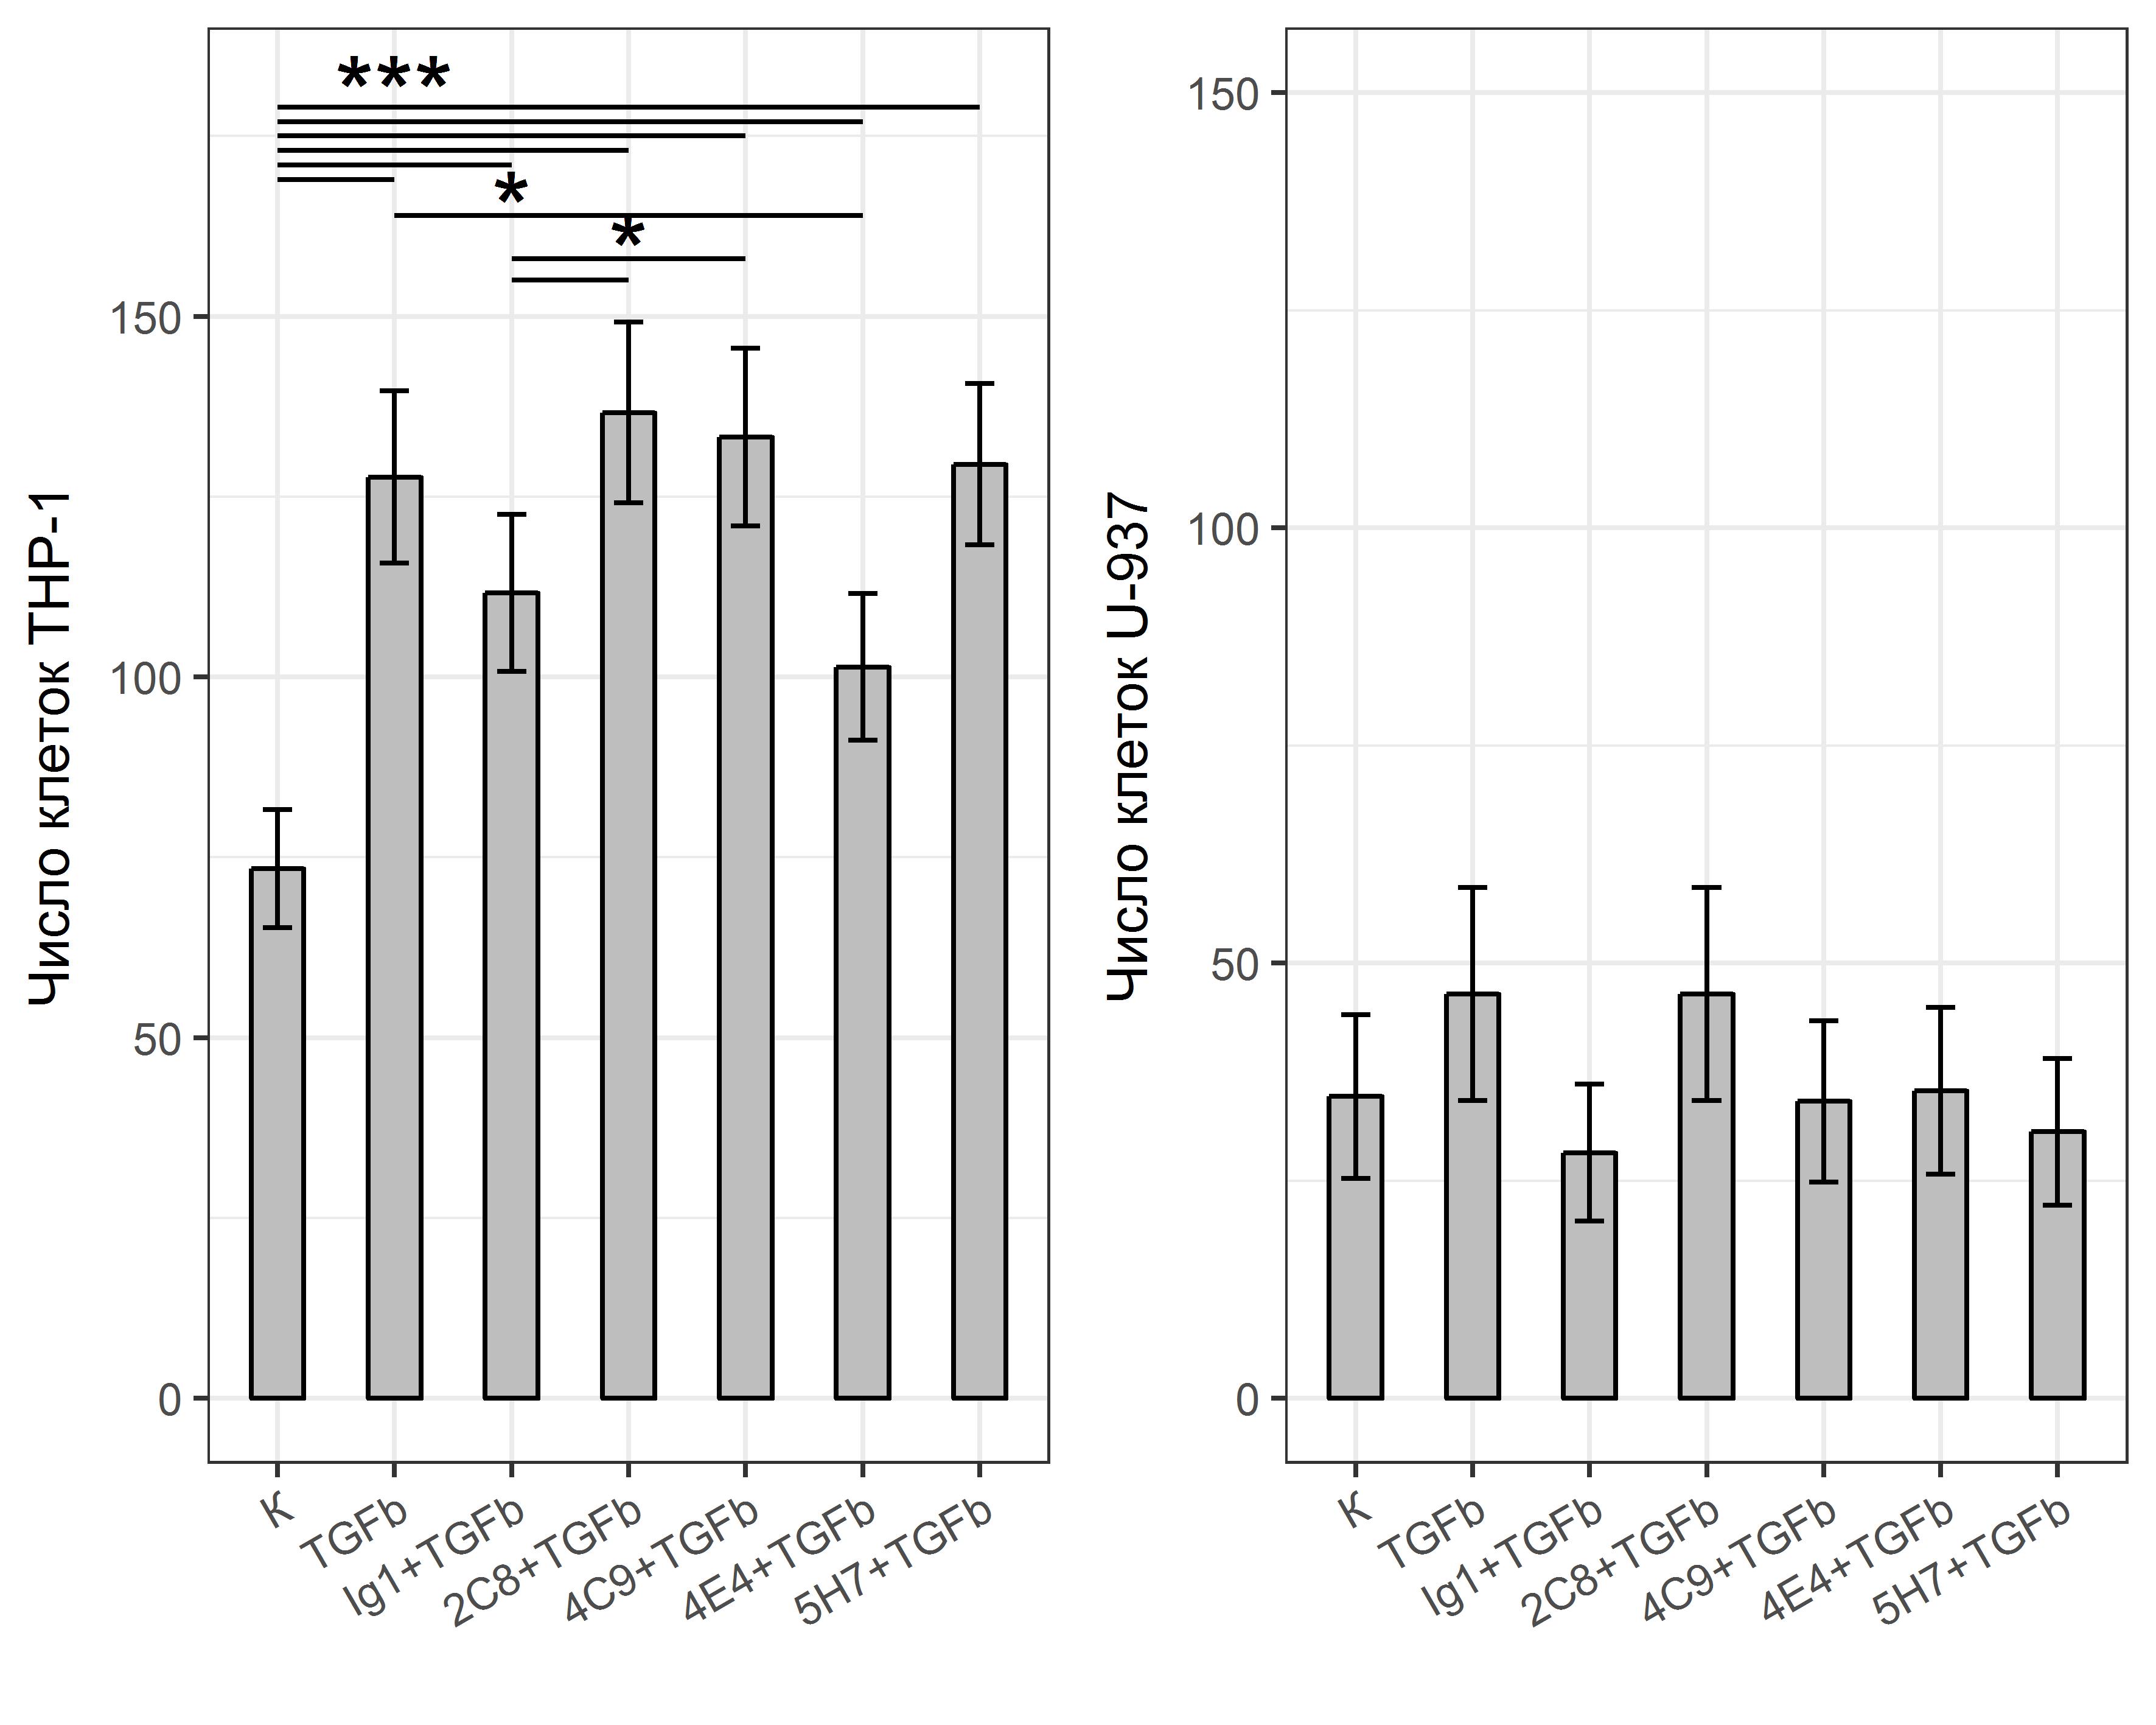 Число клеток THP-1
***
*
*
150
100
50
0
К
TGFb
Ig1+TGFb
2C8+TGFb
4C9+TGFb
4E4+TGFb
5H7+TGFb
Число клеток U-937
150
100
50
0
К
TGFb
Ig1+TGFb
2C8+TGFb
4C9+TGFb
4E4+TGFb
5H7+TGFb